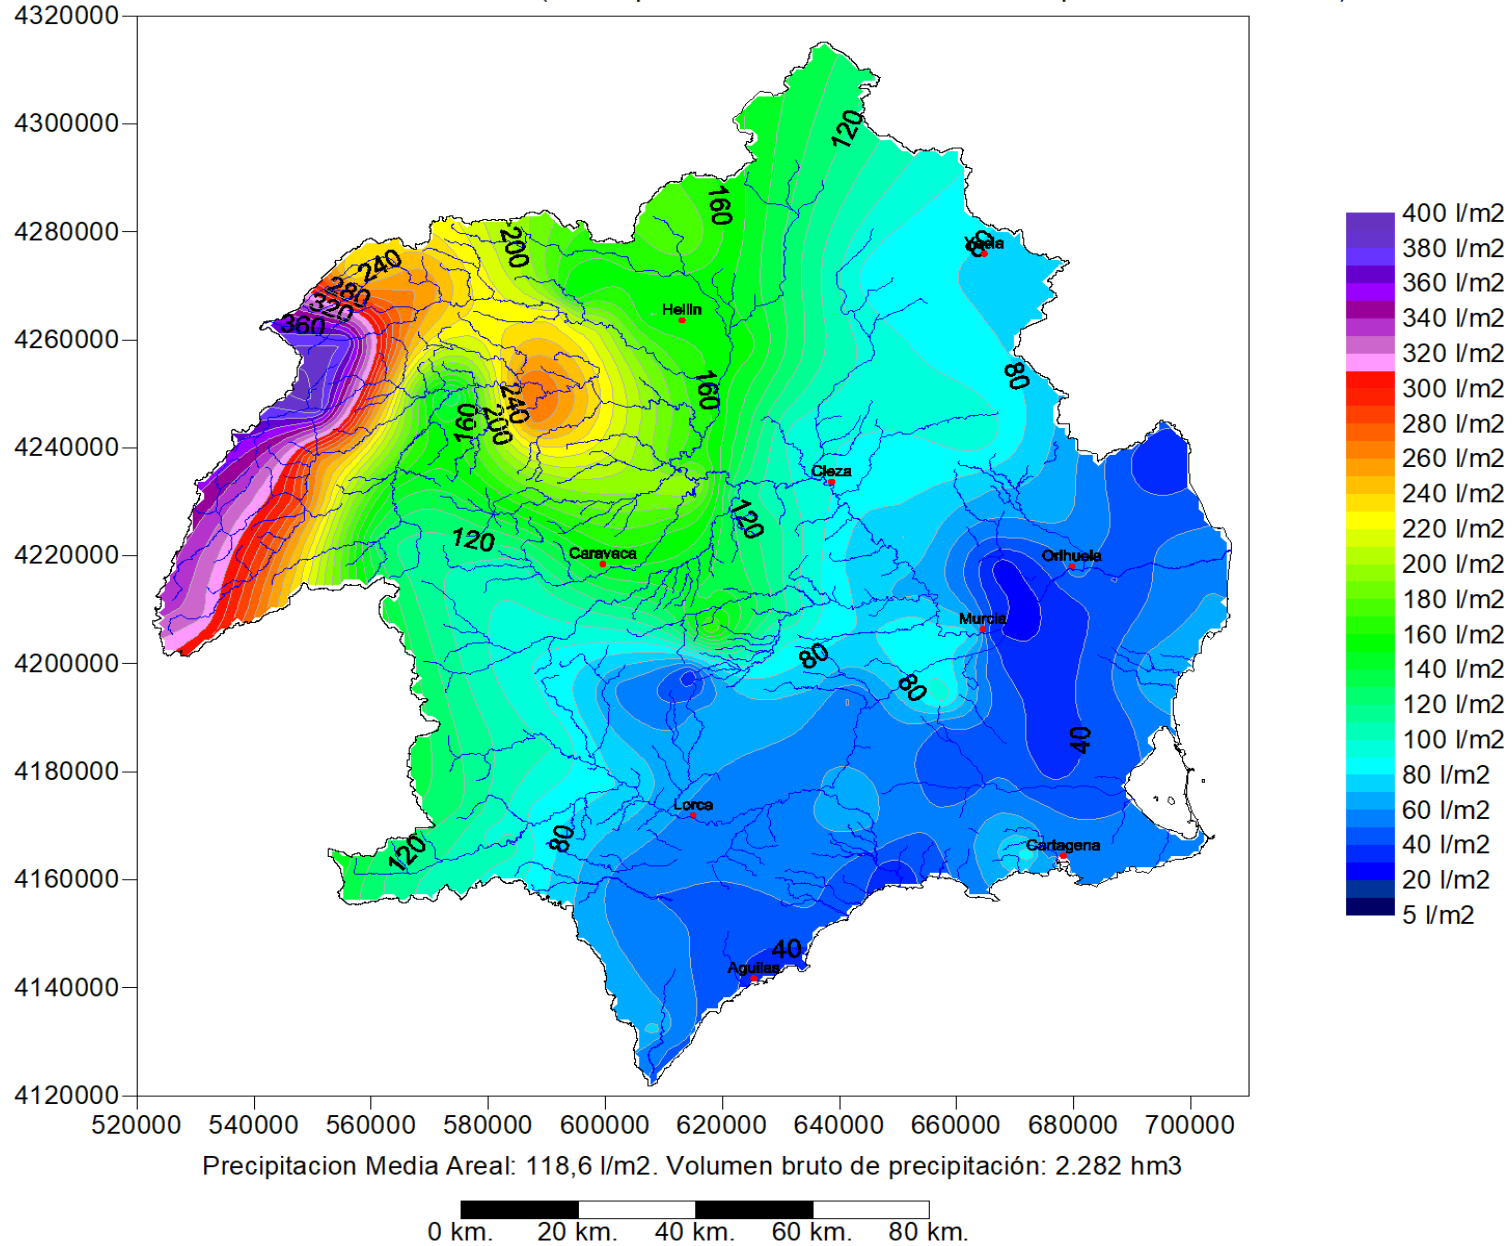 4320000
4300000
4280000
4260000
4240000
4220000
4200000
4180000
4160000
4140000
4120000
520000 540000 560000 580000 600000 620000 640000 660000 680000 700000
120
160
200
240
280
320
360
80
Hellin
80
160
240
200
160
Cieza
120
120
Caravaca
Orihuela
Murcia
80
80
40
Lorca
80
120
Cartagena
40
Aguilas
400 l/m2
380 l/m2
360 l/m2
340 l/m2
320 l/m2
300 l/m2
280 l/m2
260 l/m2
240 l/m2
220 l/m2
200 l/m2
180 l/m2
160 l/m2
140 l/m2
120 l/m2
100 l/m2
80 l/m2
60 l/m2
40 l/m2
20 l/m2
5 l/m2
Precipitacion Media Areal: 118,6 l/m2. Volumen bruto de precipitación: 2.282 hm3
0 km. 20 km. 40 km. 60 km. 80 km.